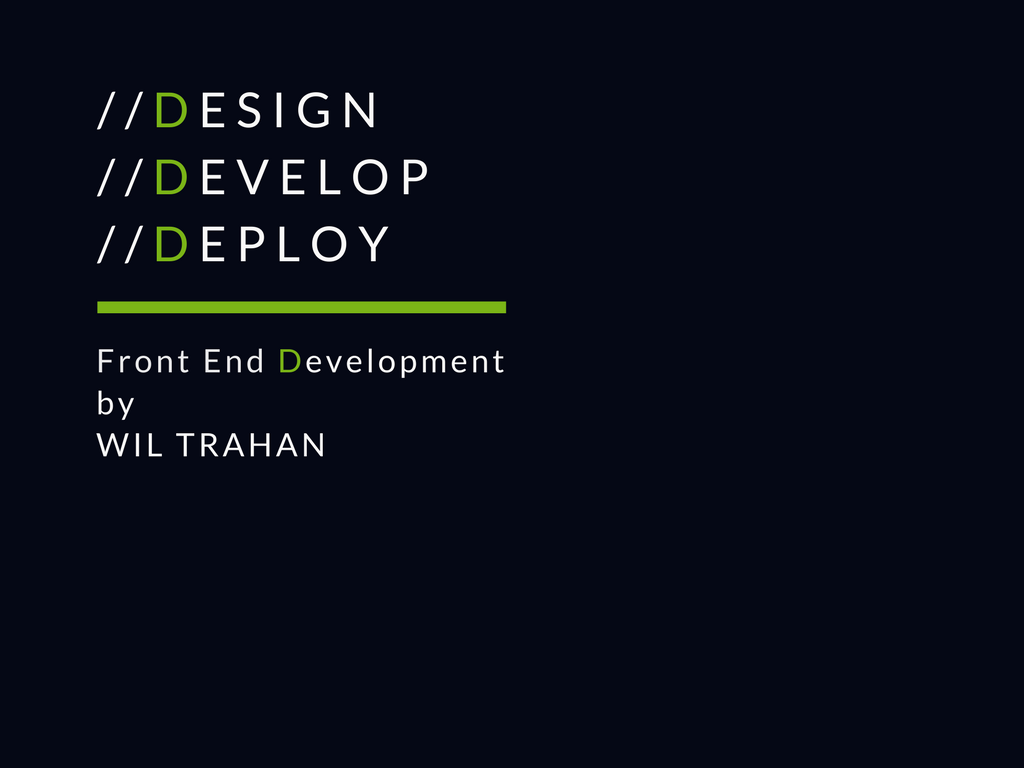 //DESIGN
//DEVELOP
//DEPLOY
Front End Development
by
WIL TRAHAN